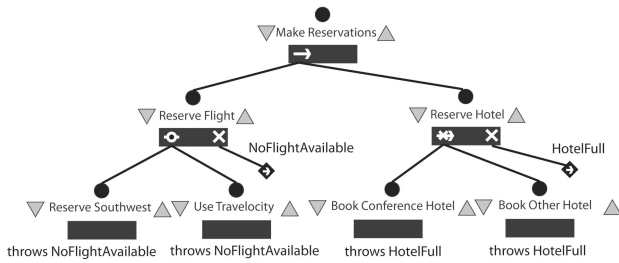 Make Reservations
Reserve Flight
Reserve Hotel
NoFlightAvailable
HotelFull
Reserve Southwest
Use Travelocity
Book Conference Hotel
Book Other Hotel
throws NoFlightAvailable
throws NoFlightAvailable
throws HotelFull
throws HotelFull